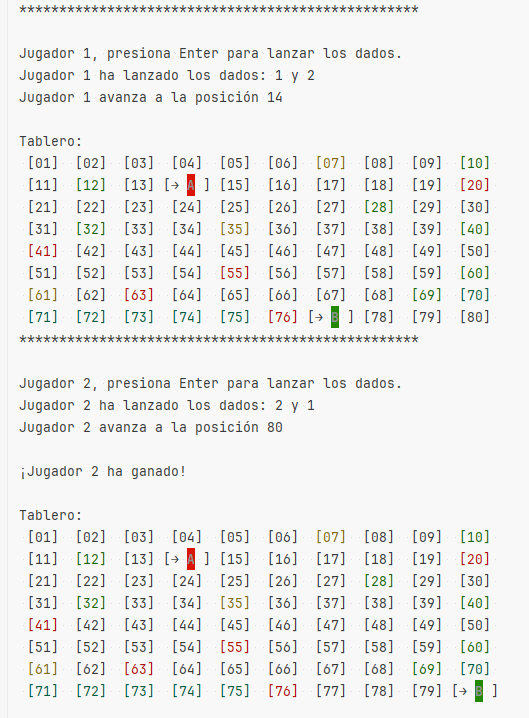 **************************************************
Jugador 1, presiona Enter para lanzar los dados.
Jugador 1 ha lanzado los dados: 1 y 2
Jugador 1 avanza a la posición 14
Tablero:
[01] [02] [03] [04] [05] [06] [07] [08] [09] [10]
[11] [12] [13] [→ A ] [15] [16] [17] [18] [19] [20]
[21] [22] [23] [24] [25] [26] [27] [28] [29] [30]
[31] [32] [33] [34] [35] [36] [37] [38] [39] [40]
[41] [42] [43] [44] [45] [46] [47] [48] [49] [50]
[51] [52] [53] [54] [55] [56] [57] [58] [59] [60]
[61] [62] [63] [64] [65] [66] [67] [68] [69] [70]
[71] [72] [73] [74] [75] [76] [→ B ] [78] [79] [80]
**************************************************
Jugador 2, presiona Enter para lanzar los dados.
Jugador 2 ha lanzado los dados: 2 y 1
Jugador 2 avanza a la posición 80
¡Jugador 2 ha ganado!
Tablero:
[01] [02] [03] [04] [05] [06] [07] [08] [09] [10]
[11] [12] [13] [→ A ] [15] [16] [17] [18] [19] [20]
[21] [22] [23] [24] [25] [26] [27] [28] [29] [30]
[31] [32] [33] [34] [35] [36] [37] [38] [39] [40]
[41] [42] [43] [44] [45] [46] [47] [48] [49] [50]
[51] [52] [53] [54] [55] [56] [57] [58] [59] [60]
[61] [62] [63] [64] [65] [66] [67] [68] [69] [70]
[71] [72] [73] [74] [75] [76] [77] [78] [79] [→ B ]